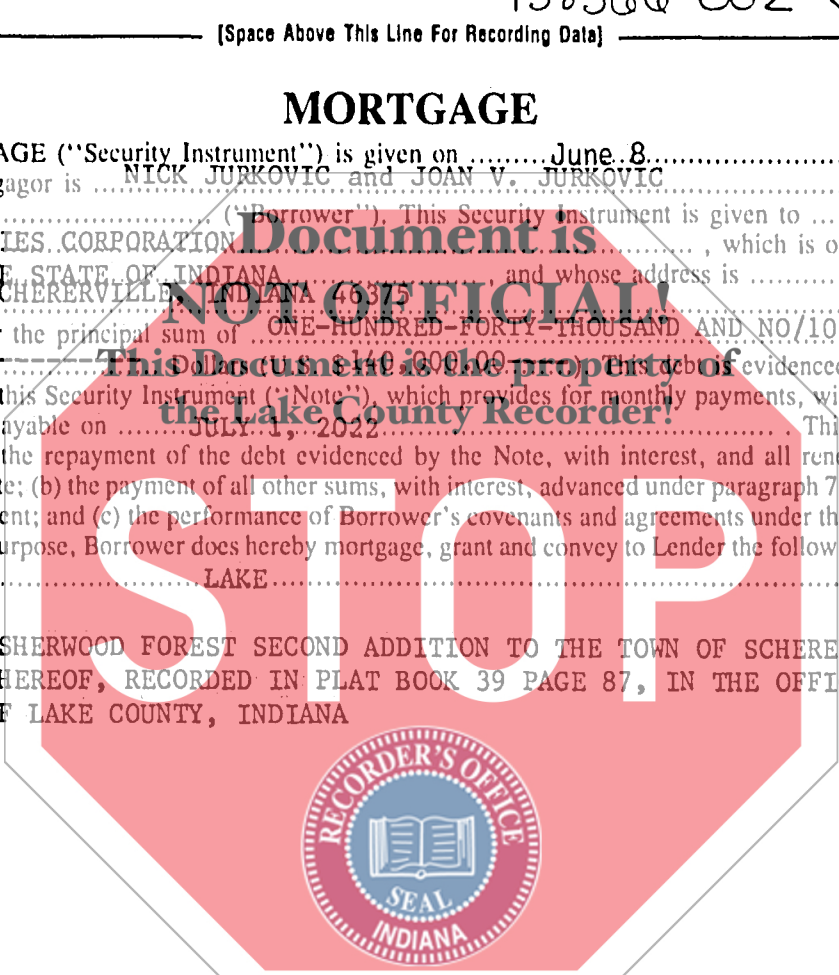 [Space Above This Line For Recording Data]
MORTGAGE
AGE (“Security Instrument”) is given on .........June 8.............
gagor is ....NICK JURKOVIC and JOAN V. JURKOVIC
(“Borrower”). This Security Instrument is given to ...
IES CORPORATION , which is o
Document is
E STATE OF INDIANA , and whose address is
CHERERVILLE, INDIANA 46375
NOT OFFICIAL!
the principal sum of ONE-HUNDRED-FORTY-THOUSAND AND NO/10
Dollars (U.S. $140,000.00 ). This debt is evidenced
This Document is the property of
this Security Instrument (“Note”), which provides for monthly payments, wi
the Lake County Recorder!
ayable on ........JULY 1, 2022 . Thi
the repayment of the debt evidenced by the Note, with interest, and all ren
e; (b) the payment of all other sums, with interest, advanced under paragraph 7
ent; and (c) the performance of Borrower's covenants and agreements under th
urpose, Borrower does hereby mortgage, grant and convey to Lender the follow
LAKE
STOP
SHERWOOD FOREST SECOND ADDITION TO THE TOWN OF SCHERE
HEREOF, RECORDED IN PLAT BOOK 39 PAGE 87, IN THE OFFI
F LAKE COUNTY, INDIANA
RECORDER'S OFFICE
SEAL
INDIANA